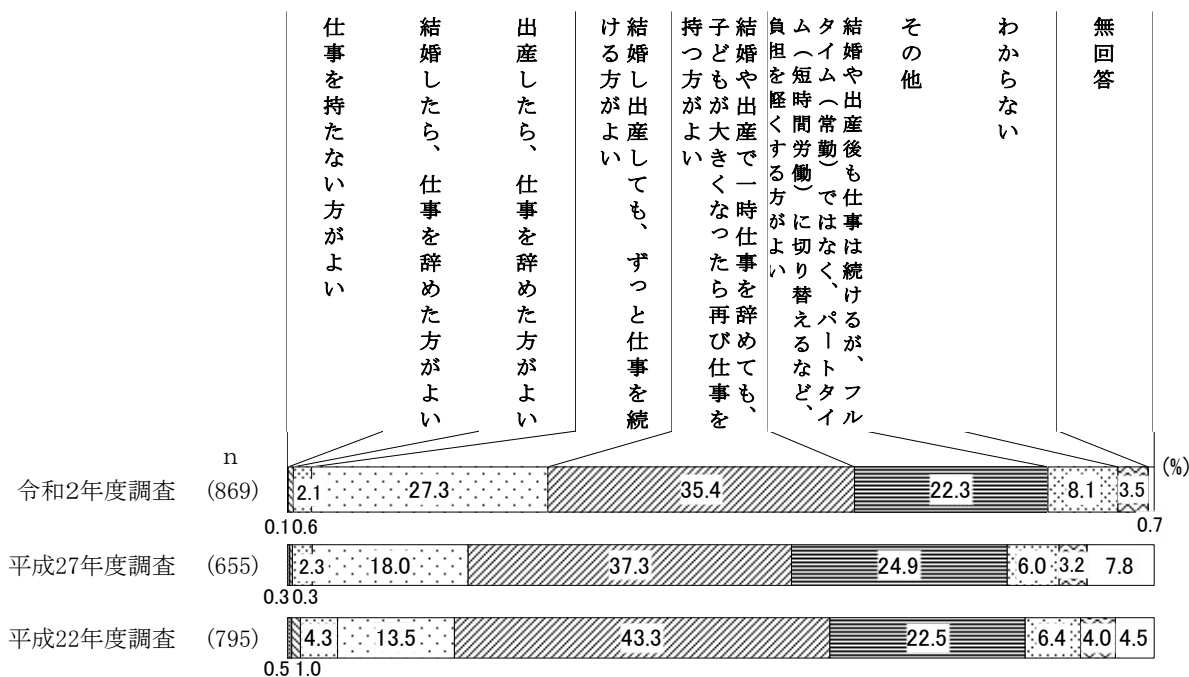 無回答
わからない
その他
結婚や出産後も仕事は続けるが、フル
タイム（常勤）ではなく、パートタイ
ム（短時間労働）に切り替えるなど、
負担を軽くする方がよい
結婚や出産で一時仕事を辞めても、
子どもが大きくなったら再び仕事を
持つ方がよい
結婚し出産しても、ずっと仕事を続
ける方がよい
出産したら、仕事を辞めた方がよい
結婚したら、仕事を辞めた方がよい
仕事を持たない方がよい
n
(%)
令和2年度調査 (869) 2.1 27.3 35.4 22.3 8.1 3.5
0.1 0.6 0.7
平成27年度調査 (655) 2.3 18.0 37.3 24.9 6.0 3.2 7.8
0.3 0.3
平成22年度調査 (795) 4.3 13.5 43.3 22.5 6.4 4.0 4.5
0.5 1.0